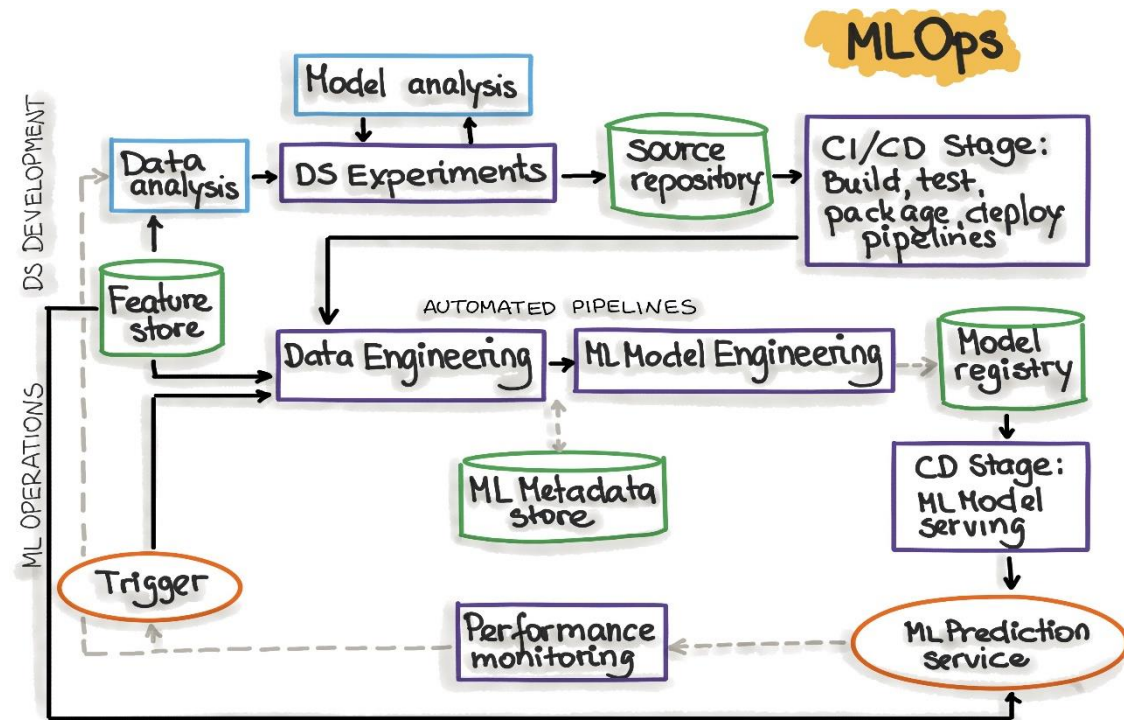 MLOps
DS DEVELOPMENT
Model analysis
Data
analysis
DS Experiments
Source
repository
CI/CD Stage:
Build, test,
package, deploy
pipelines
Feature
store
AUTOMATED PIPELINES
Data Engineering
ML Model Engineering
Model
registry
ML OPERATIONS
ML Metadata
store
CD Stage:
ML Model
serving
Trigger
Performance
monitoring
ML Prediction
service